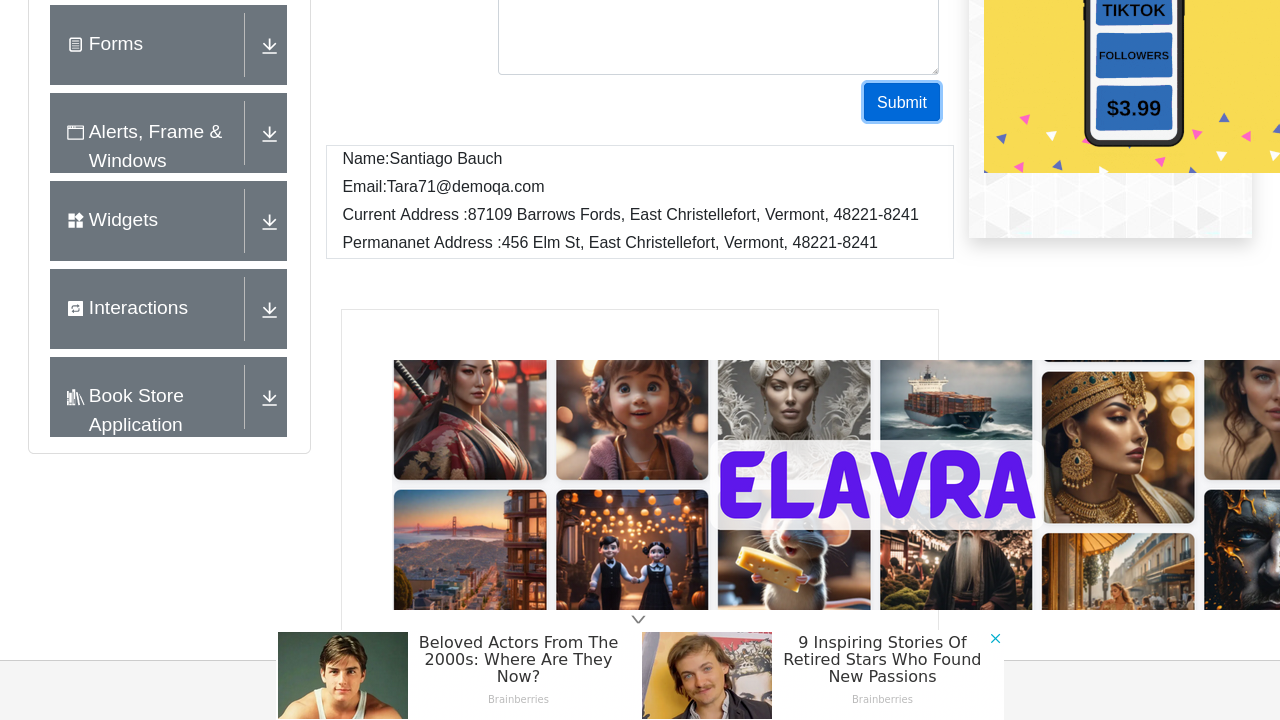 Forms
Alerts, Frame &
Windows
Widgets
Interactions
Book Store
Application
Submit
Name:Santiago Bauch
Email:Tara71@demoqa.com
Current Address :87109 Barrows Fords, East Christellefort, Vermont, 48221-8241
Permananet Address :456 Elm St, East Christellefort, Vermont, 48221-8241
TIKTOK
FOLLOWERS
$3.99
ELAVRA
Beloved Actors From The
2000s: Where Are They
Now?
Brainberries
9 Inspiring Stories Of
Retired Stars Who Found
New Passions
Brainberries